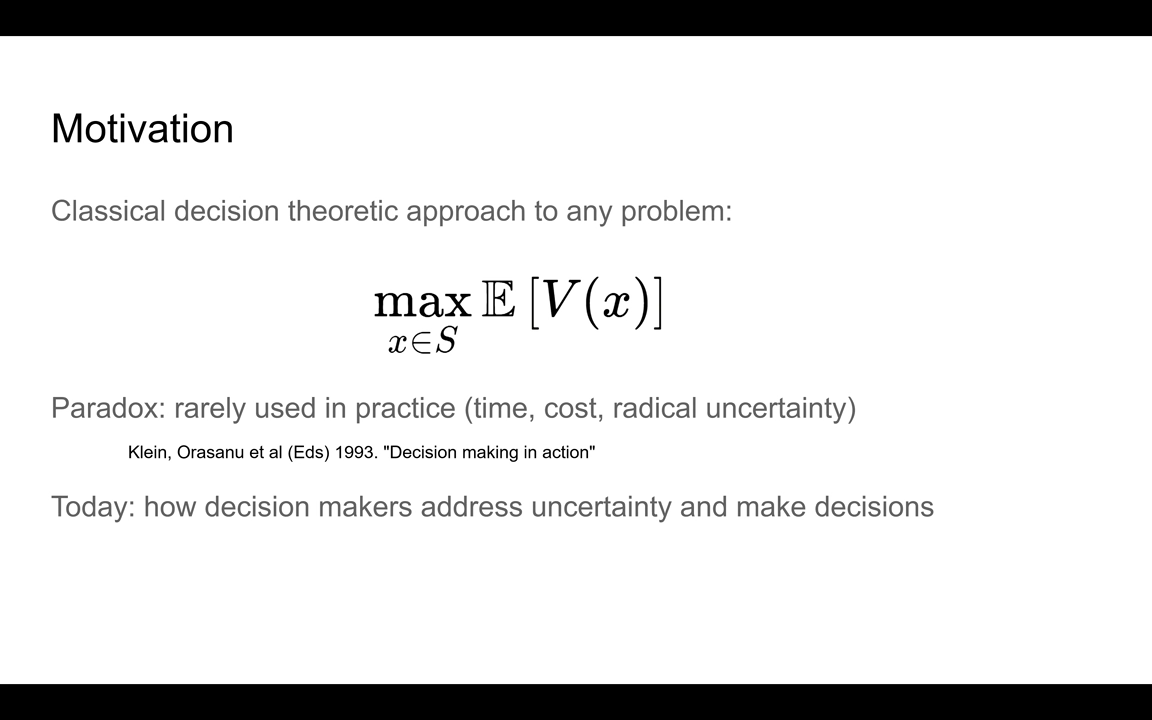 Motivation
Classical decision theoretic approach to any problem:
max 𝔼 [V(x)]
x∈S
Paradox: rarely used in practice (time, cost, radical uncertainty)
Klein, Orasanu et al (Eds) 1993. "Decision making in action"
Today: how decision makers address uncertainty and make decisions